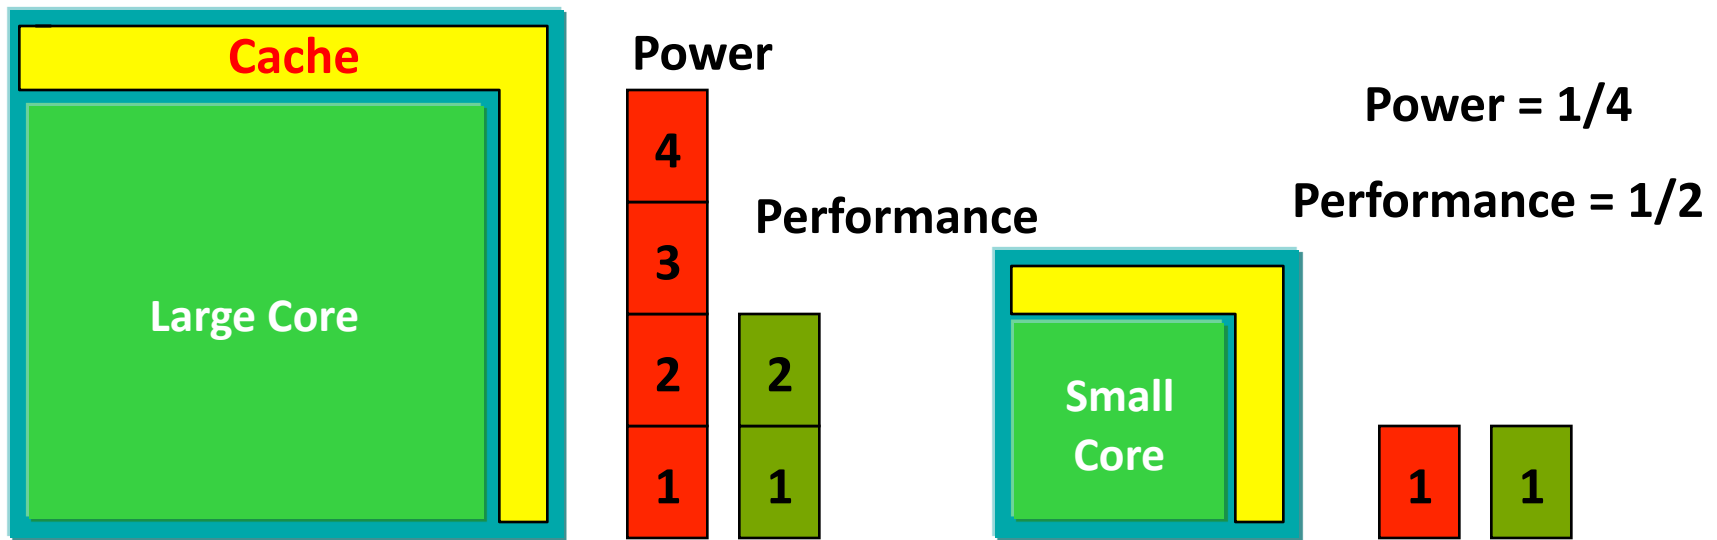 Cache
Large Core
Power
4
3
2
1
Performance
2
1
Small
Core
Power = 1/4
Performance = 1/2
1
1